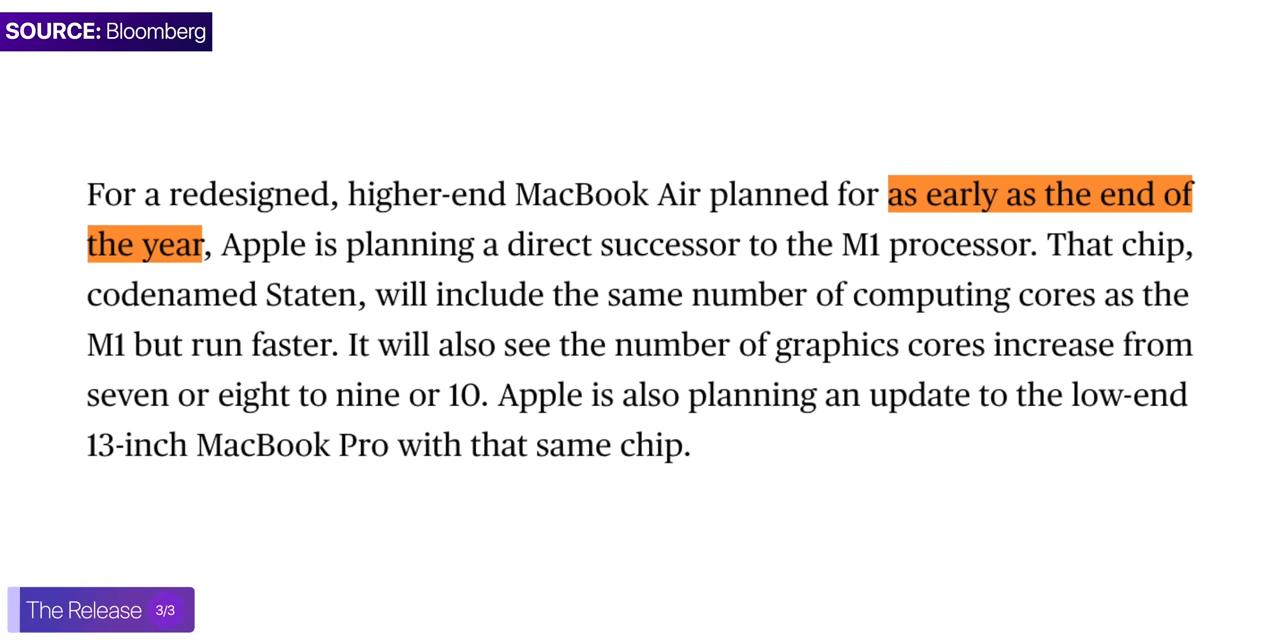 SOURCE: Bloomberg
For a redesigned, higher-end MacBook Air planned for as early as the end of
the year, Apple is planning a direct successor to the M1 processor. That chip,
codenamed Staten, will include the same number of computing cores as the
M1 but run faster. It will also see the number of graphics cores increase from
seven or eight to nine or 10. Apple is also planning an update to the low-end
13-inch MacBook Pro with that same chip.
The Release 3/3